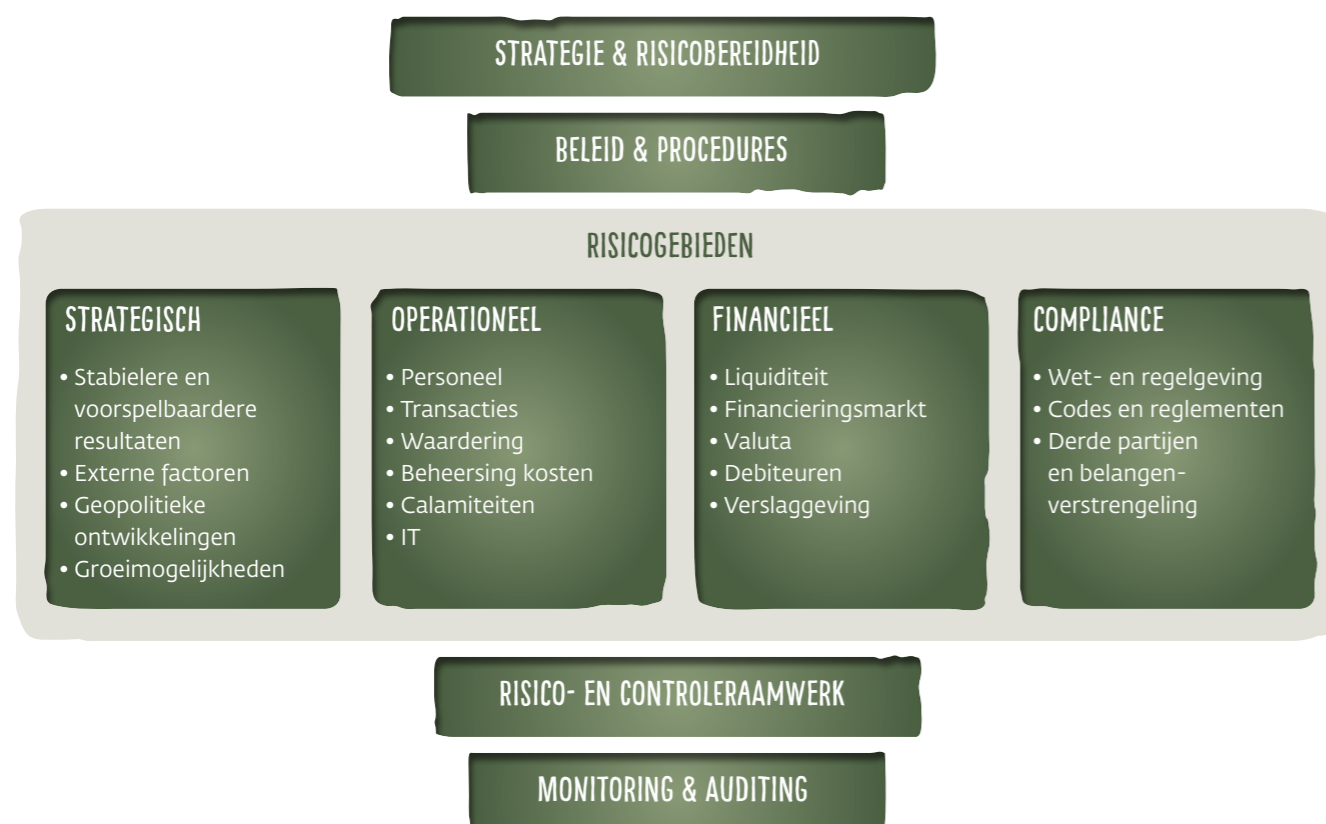 STRATEGIE & RISICOBEREIDHEID
BELEID & PROCEDURES
RISICOGEBIEDEN
STRATEGISCH
• Stabielere en
voorspelbaardere
resultaten
• Externe factoren
• Geopolitieke
ontwikkelingen
• Groeimogelijkheden
OPERATIONEEL
• Personeel
• Transacties
• Waardering
• Beheersing kosten
• Calamiteiten
• IT
FINANCIEEL
• Liquiditeit
• Financieringsmarkt
• Valuta
• Debiteuren
• Verslaggeving
COMPLIANCE
• Wet- en regelgeving
• Codes en reglementen
• Derde partijen
en belangen-
verstrengeling
RISICO- EN CONTROLERAAMWERK
MONITORING & AUDITING